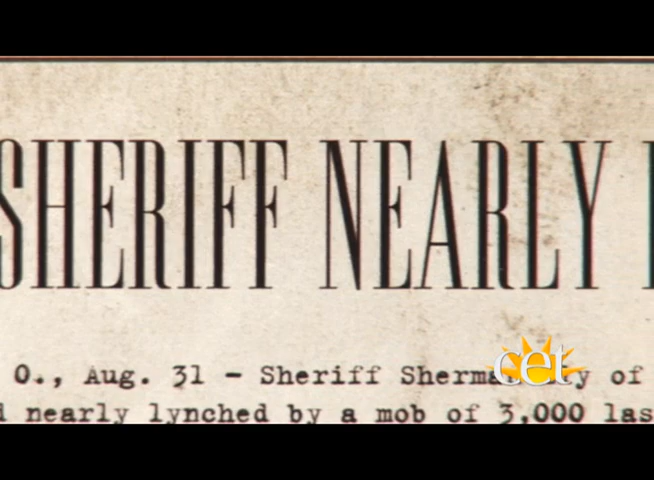 SHERIFF NEARLY
O., Aug. 31 - Sheriff of
nearly lynched by a mob of 3,000
cet